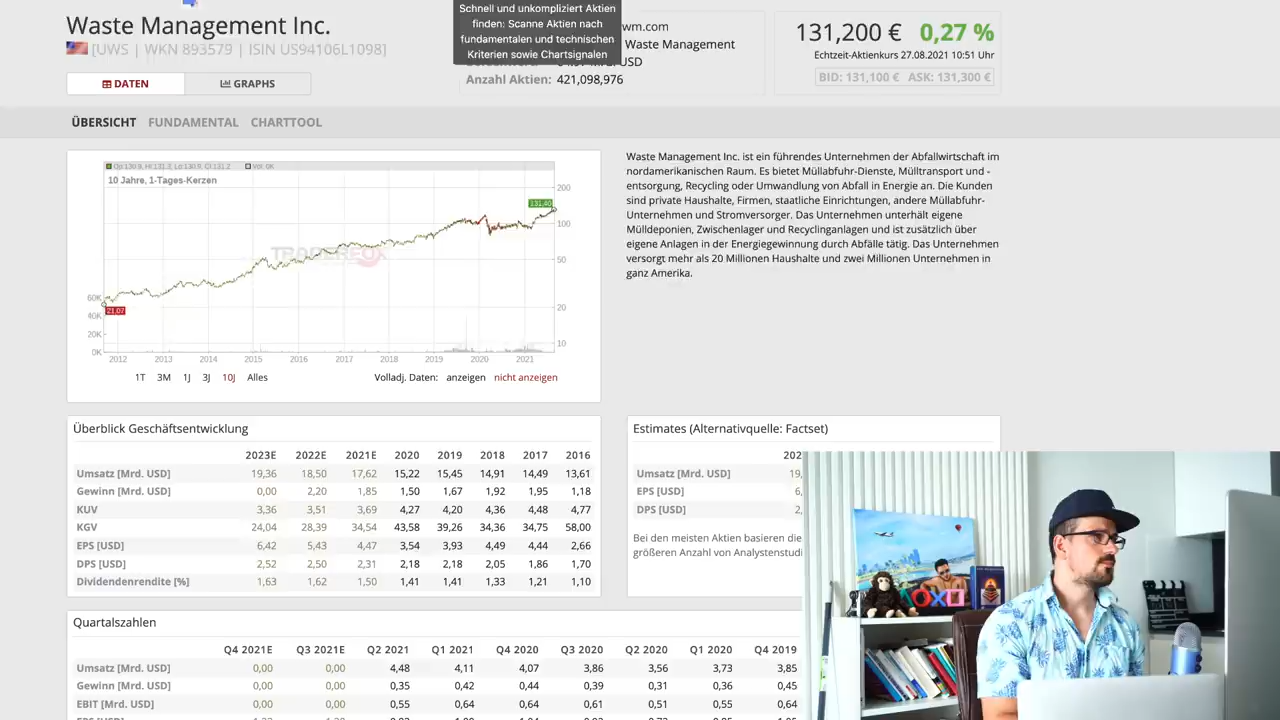 Waste Management Inc.
[UWS | WKN 893579 | ISIN US94106L1098]
DATEN
GRAPHS
Schnell und unkompliziert Aktien
finden: Scanne Aktien nach
fundamentalen und technischen
Kriterien sowie Chartsignalen
wm.com
Waste Management
USD
Anzahl Aktien: 421,098,976
131,200 € 0,27 %
Echtzeit-Aktienkurs 27.08.2021 10:51 Uhr
BID: 131,100 € ASK: 131,300 €
ÜBERSICHT FUNDAMENTAL CHARTTOOL
Op:130.9, Hi:131.3, Lo:130.9, Cl:131.2 Vol: 0K
10 Jahre, 1-Tages-Kerzen
TRADERFOX
131,40
21,07
200
100
50
20
10
60K
40K
20K
0K
2012 2013 2014 2015 2016 2017 2018 2019 2020 2021
1T 3M 1J 3J 10J Alles
Volladj. Daten: anzeigen nicht anzeigen
Waste Management Inc. ist ein führendes Unternehmen der Abfallwirtschaft im
nordamerikanischen Raum. Es bietet Müllabfuhr-Dienste, Mülltransport und -
entsorgung, Recycling oder Umwandlung von Abfall in Energie an. Die Kunden
sind private Haushalte, Firmen, staatliche Einrichtungen, andere Müllabfuhr-
Unternehmen und Stromversorger. Das Unternehmen unterhält eigene
Mülldeponien, Zwischenlager und Recyclinganlagen und ist zusätzlich über
eigene Anlagen in der Energiegewinnung durch Abfälle tätig. Das Unternehmen
versorgt mehr als 20 Millionen Haushalte und zwei Millionen Unternehmen in
ganz Amerika.
Überblick Geschäftsentwicklung
2023E 2022E 2021E 2020 2019 2018 2017 2016
Umsatz [Mrd. USD] 19,36 18,50 17,62 15,22 15,45 14,91 14,49 13,61
Gewinn [Mrd. USD] 0,00 2,20 1,85 1,50 1,67 1,92 1,95 1,18
KUV 3,36 3,51 3,69 4,27 4,20 4,36 4,48 4,77
KGV 24,04 28,39 34,54 43,58 39,26 34,36 34,75 58,00
EPS [USD] 6,42 5,43 4,47 3,54 3,93 4,49 4,44 2,66
DPS [USD] 2,52 2,50 2,31 2,18 2,18 2,05 1,86 1,70
Dividendenrendite [%] 1,63 1,62 1,50 1,41 1,41 1,33 1,21 1,10
Estimates (Alternativquelle: Factset)
202
Umsatz [Mrd. USD] 19,
EPS [USD] 6,
DPS [USD] 2,
Bei den meisten Aktien basieren die
größeren Anzahl von Analystenstudi
Quartalszahlen
Q4 2021E Q3 2021E Q2 2021 Q1 2021 Q4 2020 Q3 2020 Q2 2020 Q1 2020 Q4 2019
Umsatz [Mrd. USD] 0,00 0,00 4,48 4,11 4,07 3,86 3,56 3,73 3,85
Gewinn [Mrd. USD] 0,00 0,00 0,35 0,42 0,44 0,39 0,31 0,36 0,45
EBIT [Mrd. USD] 0,00 0,00 0,55 0,64 0,64 0,61 0,51 0,55 0,64
OXO